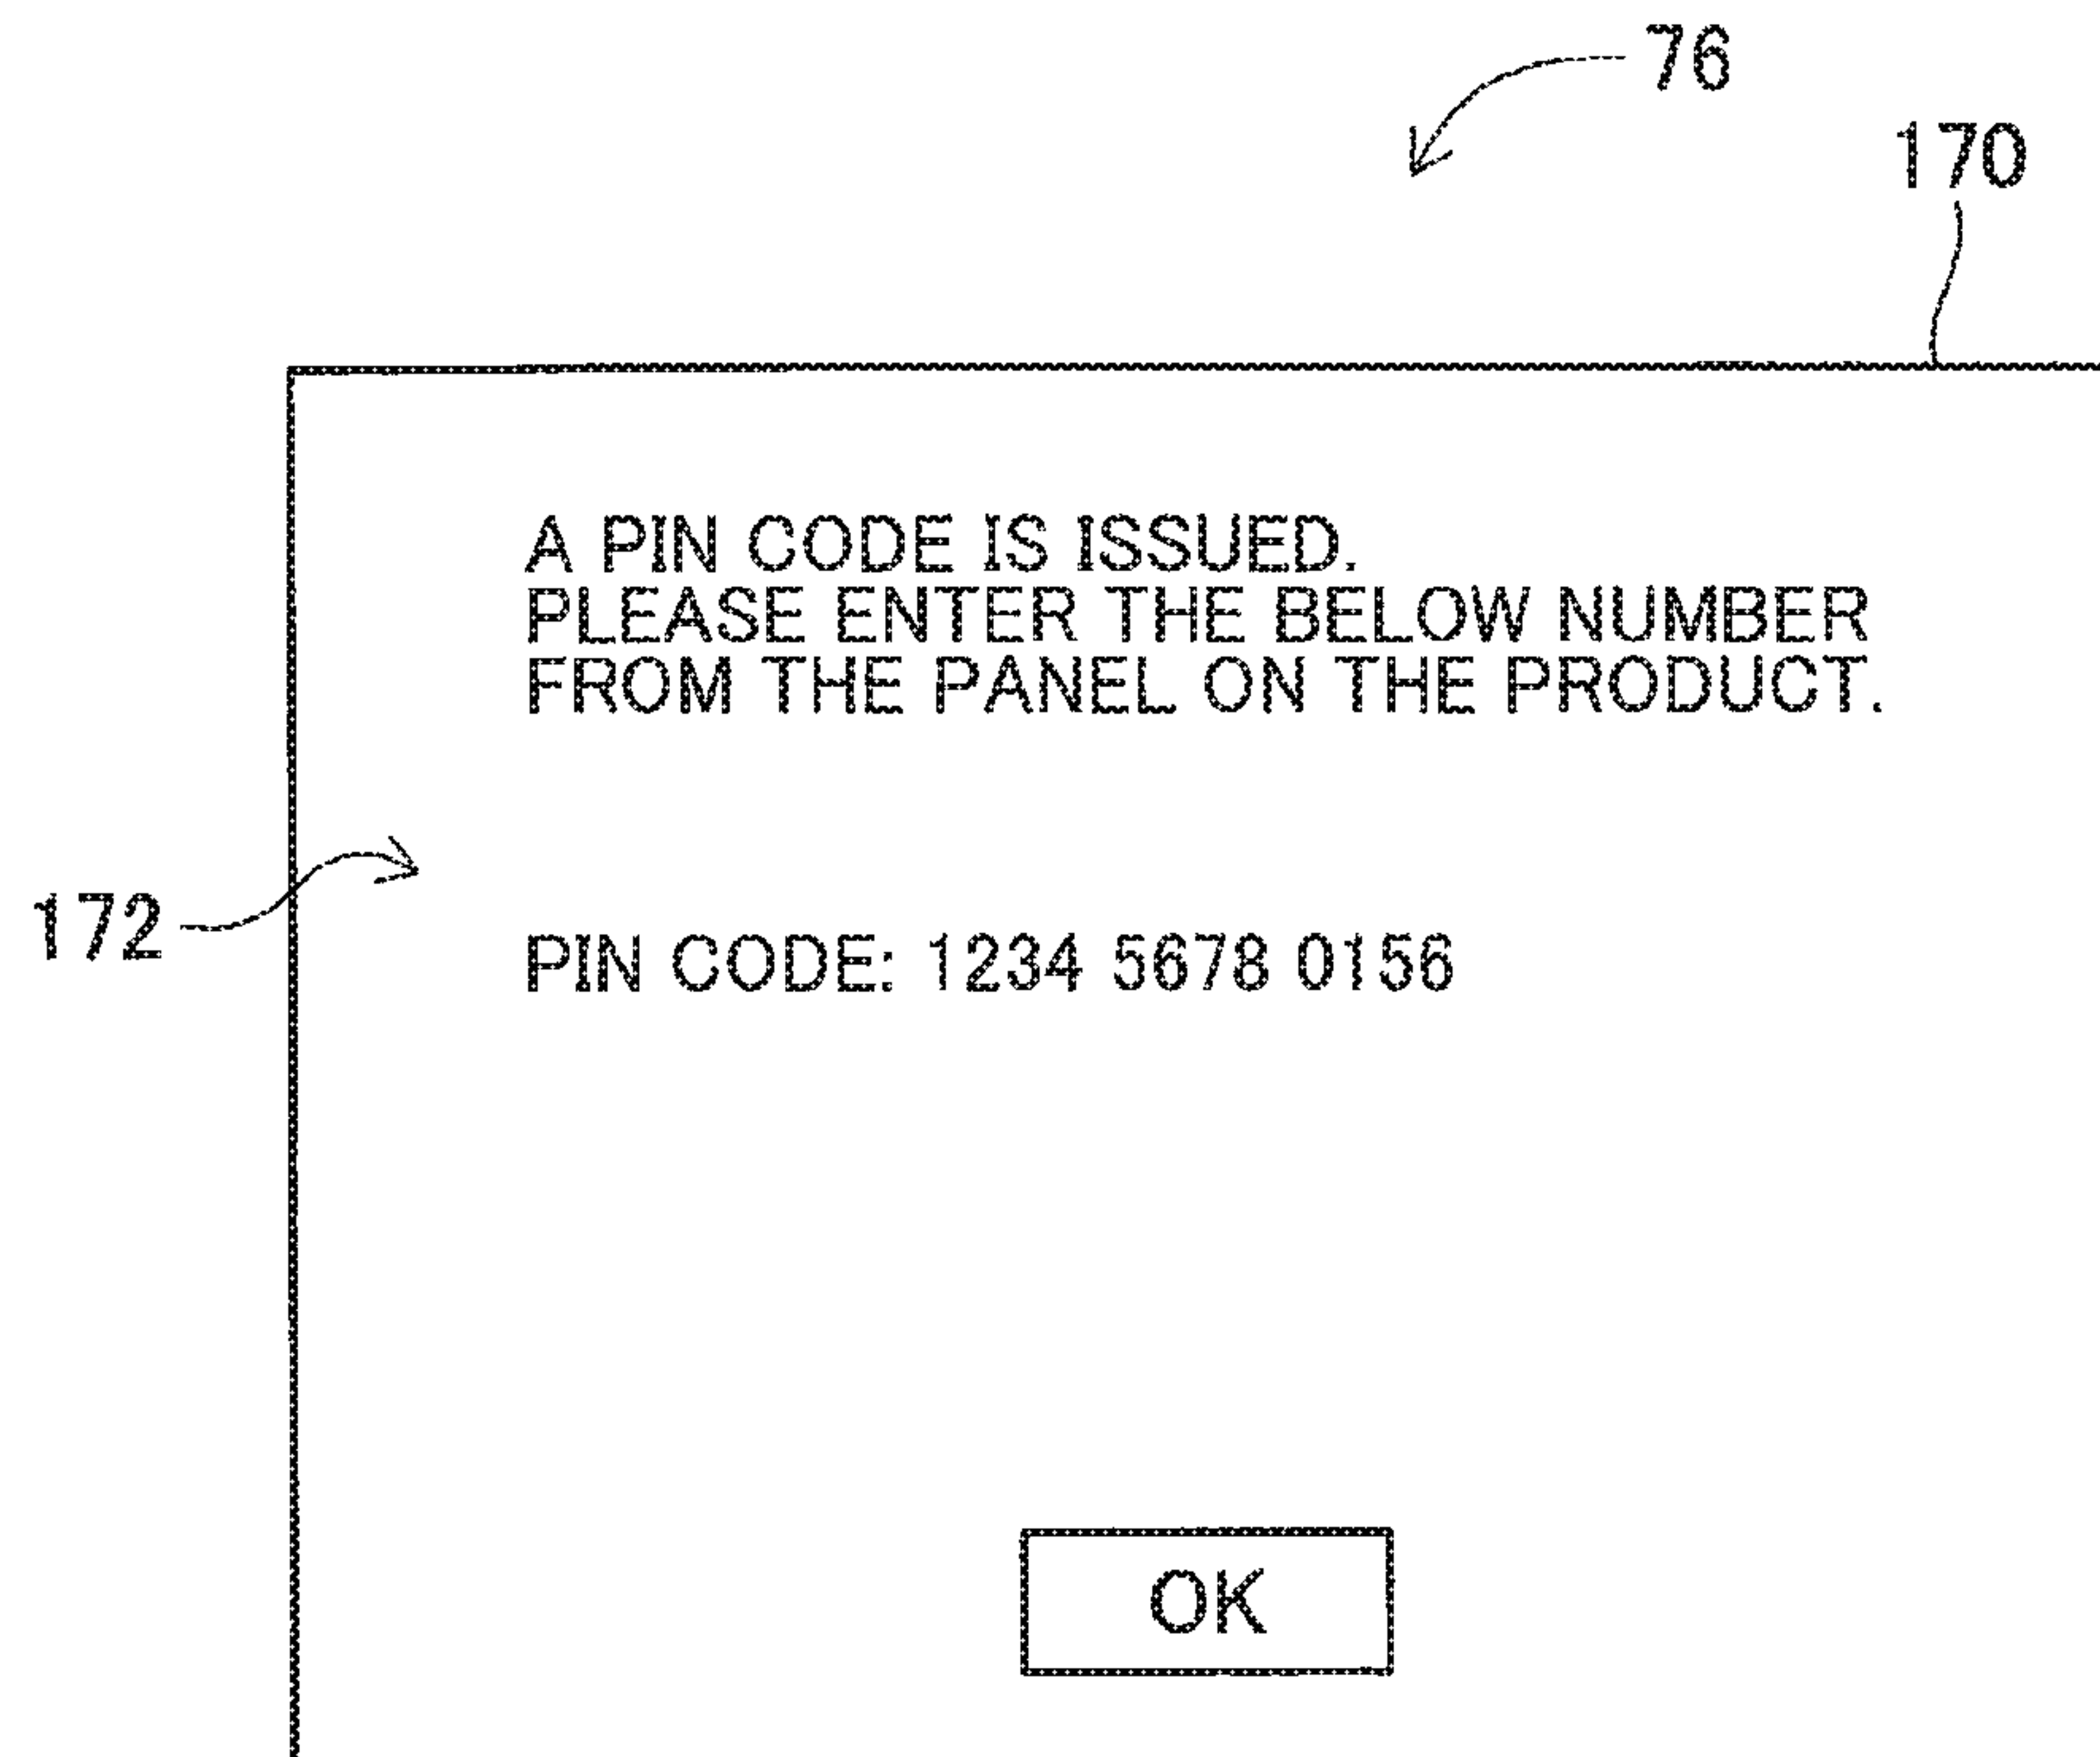 76
170
A PIN CODE IS ISSUED.
PLEASE ENTER THE BELOW NUMBER
FROM THE PANEL ON THE PRODUCT.
172
PIN CODE: 1234 5678 0156
OK